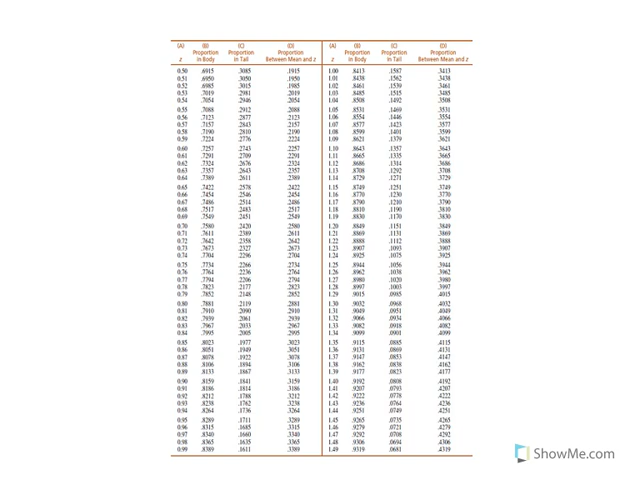 (A) (B) (C) (D) (A) (B) (C) (D)
Proportion Proportion Proportion Proportion Proportion Proportion
z in Body in Tail Between Mean and z z in Body in Tail Between Mean and z
0.50 .6915 .3085 .1915 1.00 .8413 .1587 .3413
0.51 .6950 .3050 .1950 1.01 .8438 .1562 .3438
0.52 .6985 .3015 .1985 1.02 .8461 .1539 .3461
0.53 .7019 .2981 .2019 1.03 .8485 .1515 .3485
0.54 .7054 .2946 .2054 1.04 .8508 .1492 .3508
0.55 .7088 .2912 .2088 1.05 .8531 .1469 .3531
0.56 .7123 .2877 .2123 1.06 .8554 .1446 .3554
0.57 .7157 .2843 .2157 1.07 .8577 .1423 .3577
0.58 .7190 .2810 .2190 1.08 .8599 .1401 .3599
0.59 .7224 .2776 .2224 1.09 .8621 .1379 .3621
0.60 .7257 .2743 .2257 1.10 .8643 .1357 .3643
0.61 .7291 .2709 .2291 1.11 .8665 .1335 .3665
0.62 .7324 .2676 .2324 1.12 .8686 .1314 .3686
0.63 .7357 .2643 .2357 1.13 .8708 .1292 .3708
0.64 .7389 .2611 .2389 1.14 .8729 .1271 .3729
0.65 .7422 .2578 .2422 1.15 .8749 .1251 .3749
0.66 .7454 .2546 .2454 1.16 .8770 .1230 .3770
0.67 .7486 .2514 .2486 1.17 .8790 .1210 .3790
0.68 .7517 .2483 .2517 1.18 .8810 .1190 .3810
0.69 .7549 .2451 .2549 1.19 .8830 .1170 .3830
0.70 .7580 .2420 .2580 1.20 .8849 .1151 .3849
0.71 .7611 .2389 .2611 1.21 .8869 .1131 .3869
0.72 .7642 .2358 .2642 1.22 .8888 .1112 .3888
0.73 .7673 .2327 .2673 1.23 .8907 .1093 .3907
0.74 .7704 .2296 .2704 1.24 .8925 .1075 .3925
0.75 .7734 .2266 .2734 1.25 .8944 .1056 .3944
0.76 .7764 .2236 .2764 1.26 .8962 .1038 .3962
0.77 .7794 .2206 .2794 1.27 .8980 .1020 .3980
0.78 .7823 .2177 .2823 1.28 .8997 .1003 .3997
0.79 .7852 .2148 .2852 1.29 .9015 .0985 .4015
0.80 .7881 .2119 .2881 1.30 .9032 .0968 .4032
0.81 .7910 .2090 .2910 1.31 .9049 .0951 .4049
0.82 .7939 .2061 .2939 1.32 .9066 .0934 .4066
0.83 .7967 .2033 .2967 1.33 .9082 .0918 .4082
0.84 .7995 .2005 .2995 1.34 .9099 .0901 .4099
0.85 .8023 .1977 .3023 1.35 .9115 .0885 .4115
0.86 .8051 .1949 .3051 1.36 .9131 .0869 .4131
0.87 .8078 .1922 .3078 1.37 .9147 .0853 .4147
0.88 .8106 .1894 .3106 1.38 .9162 .0838 .4162
0.89 .8133 .1867 .3133 1.39 .9177 .0823 .4177
0.90 .8159 .1841 .3159 1.40 .9192 .0808 .4192
0.91 .8186 .1814 .3186 1.41 .9207 .0793 .4207
0.92 .8212 .1788 .3212 1.42 .9222 .0778 .4222
0.93 .8238 .1762 .3238 1.43 .9236 .0764 .4236
0.94 .8264 .1736 .3264 1.44 .9251 .0749 .4251
0.95 .8289 .1711 .3289 1.45 .9265 .0735 .4265
0.96 .8315 .1685 .3315 1.46 .9279 .0721 .4279
0.97 .8340 .1660 .3340 1.47 .9292 .0708 .4292
0.98 .8365 .1635 .3365 1.48 .9306 .0694 .4306
0.99 .8389 .1611 .3389 1.49 .9319 .0681 .4319
ShowMe.com